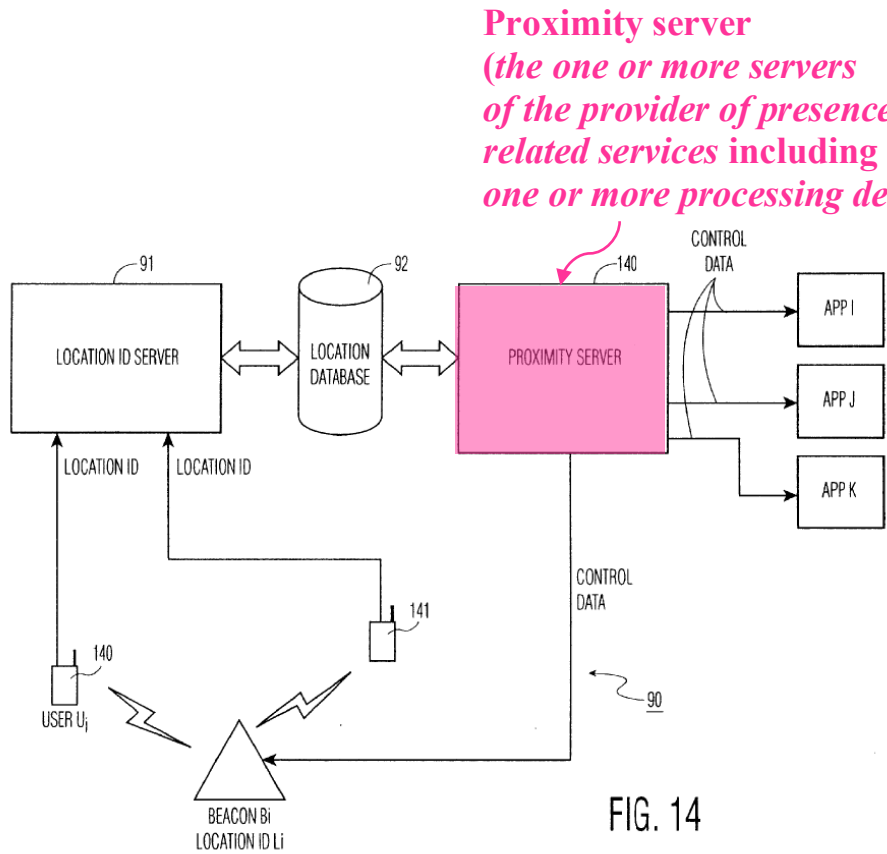 Proximity server
(the one or more servers
of the provider of presence
related services including
one or more processing de
91
92
140
CONTROL
DATA
LOCATION ID SERVER
LOCATION
DATABASE
PROXIMITY SERVER
APP I
APP J
APP K
LOCATION ID
LOCATION ID
CONTROL
DATA
141
140
USER Ui
90
BEACON Bi
LOCATION ID Li
FIG. 14